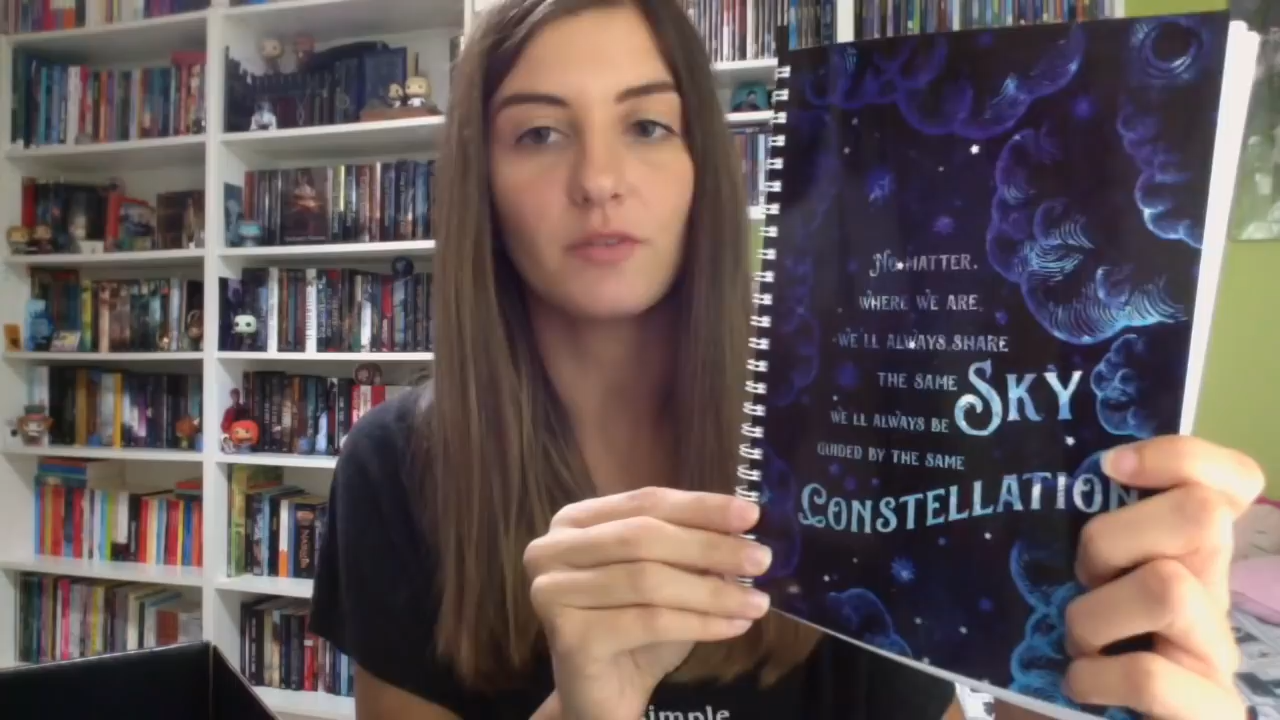 No matter.
where we are,
we'll always share
the same Sky
we'll always be
guided by the same
Constellation
simple